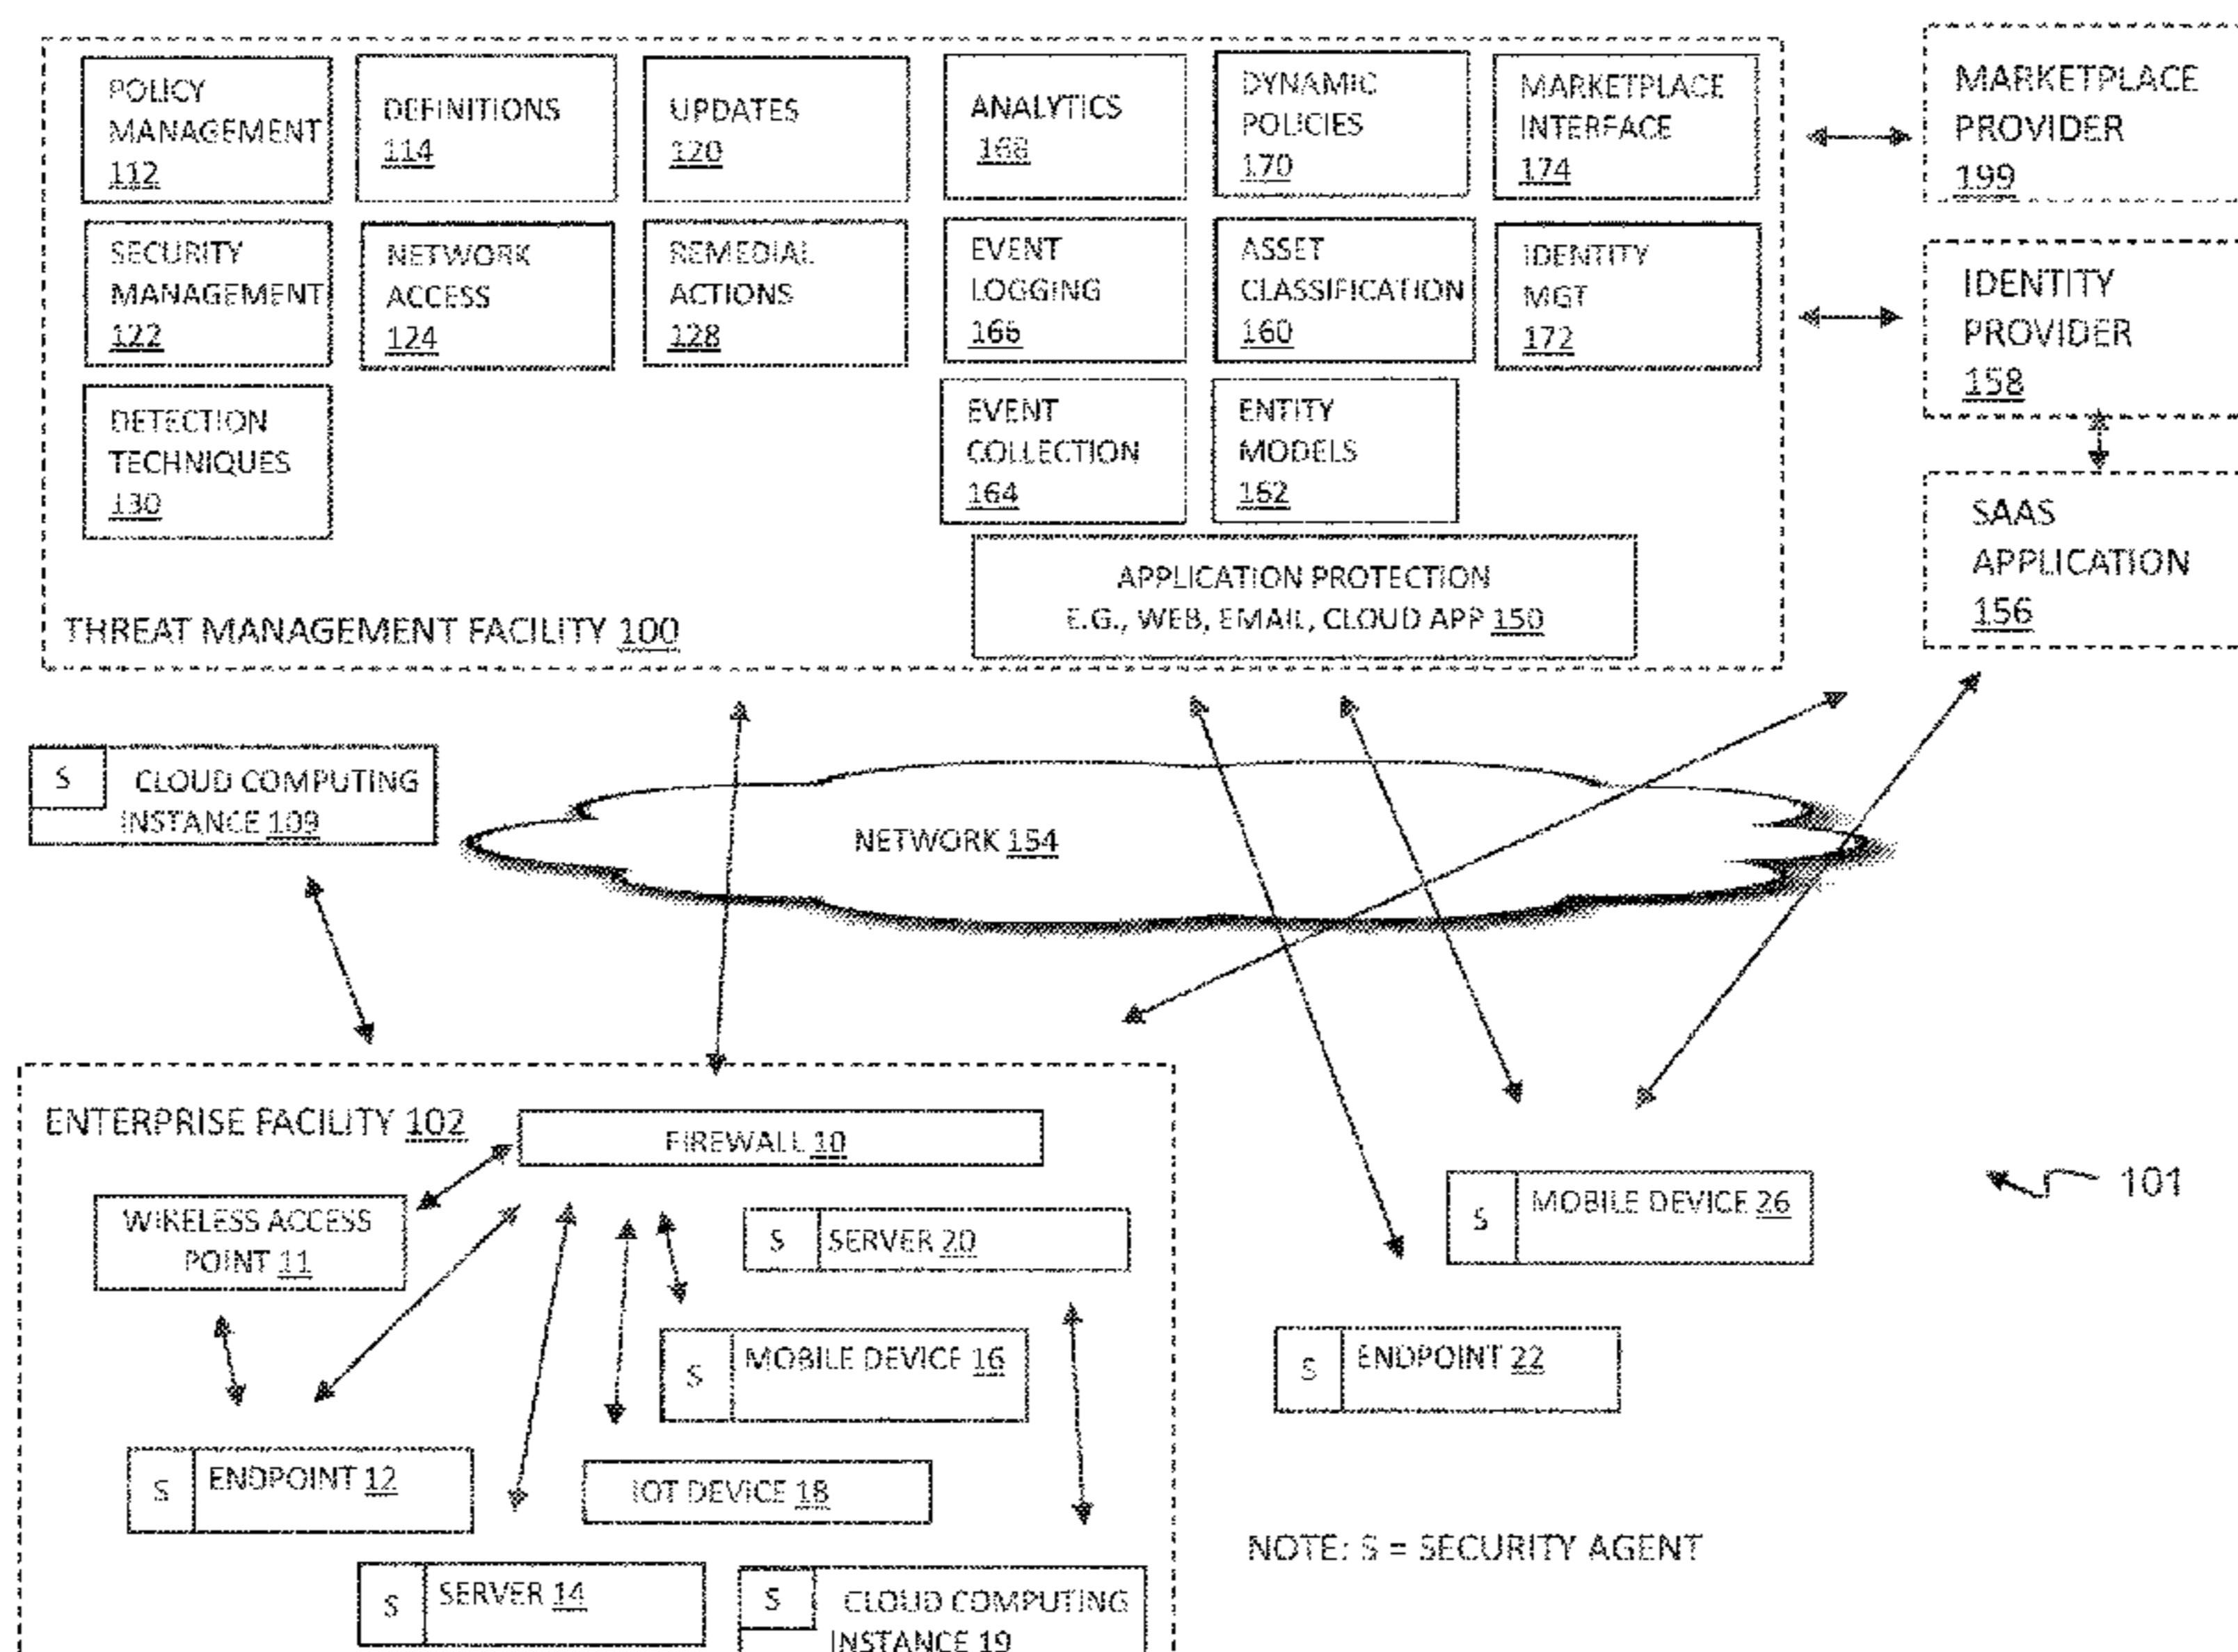 POLICY
MANAGEMENT
112
DEFINITIONS
114
UPDATES
120
ANALYTICS
168
DYNAMIC
POLICIES
170
MARKETPLACE
INTERFACE
174
MARKETPLACE
PROVIDER
199
SECURITY
MANAGEMENT
122
NETWORK
ACCESS
124
REMEDIAL
ACTIONS
128
EVENT
LOGGING
166
ASSET
CLASSIFICATION
160
IDENTITY
MGT
172
IDENTITY
PROVIDER
158
DETECTION
TECHNIQUES
130
EVENT
COLLECTION
164
ENTITY
MODELS
162
SAAS
APPLICATION
156
APPLICATION PROTECTION
E.G., WEB, EMAIL, CLOUD APP 150
THREAT MANAGEMENT FACILITY 100
S CLOUD COMPUTING
INSTANCE 109
NETWORK 154
ENTERPRISE FACILITY 102
FIREWALL 10
WIRELESS ACCESS
POINT 11
S SERVER 20
S MOBILE DEVICE 26
101
S MOBILE DEVICE 16
S ENDPOINT 22
S ENDPOINT 12
IOT DEVICE 18
NOTE: S = SECURITY AGENT
S SERVER 14
S CLOUD COMPUTING
INSTANCE 19